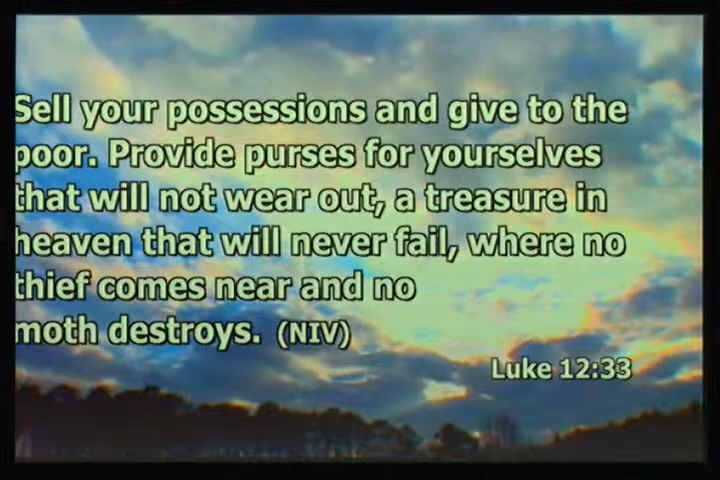 Sell your possessions and give to the
poor. Provide purses for yourselves
that will not wear out, a treasure in
heaven that will never fail, where no
thief comes near and no
moth destroys. (NIV)
Luke 12:33